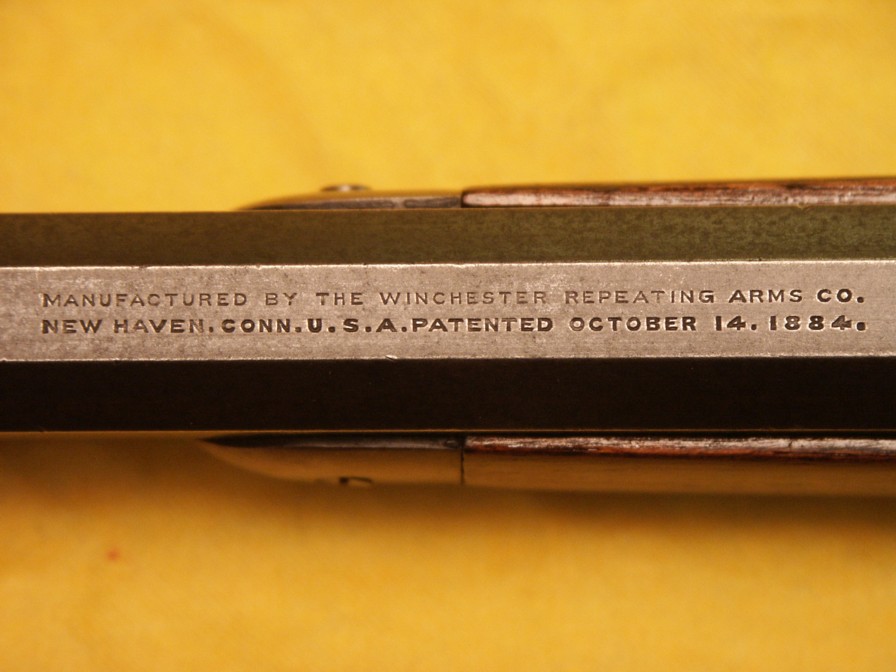 MANUFACTURED BY THE WINCHESTER REPEATING ARMS CO.
NEW HAVEN. CONN. U. S. A. PATENTED OCTOBER 14. 1884.